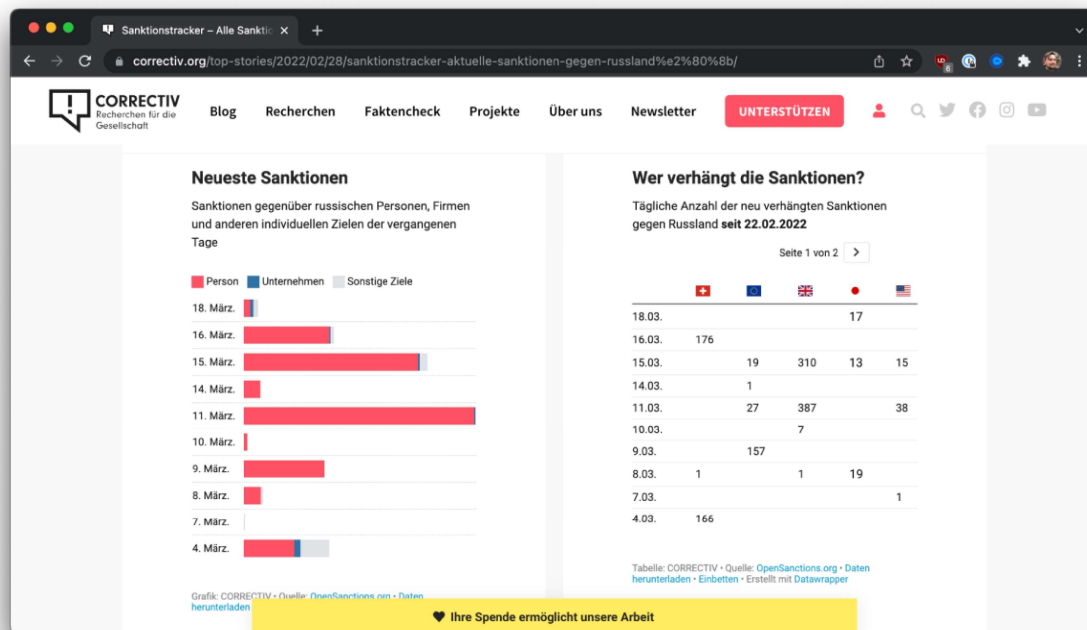 Sanktionstracker – Alle Sanktio
correctiv.org/top-stories/2022/02/28/sanktionstracker-aktuelle-sanktionen-gegen-russland%e2%80%8b/
6
CORRECTIV
Recherchen für die
Gesellschaft
Blog Recherchen Faktencheck Projekte Über uns Newsletter UNTERSTÜTZEN
Neueste Sanktionen
Sanktionen gegenüber russischen Personen, Firmen
und anderen individuellen Zielen der vergangenen
Tage
Person Unternehmen Sonstige Ziele
18. März.
16. März.
15. März.
14. März.
11. März.
10. März.
9. März.
8. März.
7. März.
4. März.
Grafik: CORRECTIV • Quelle: OpenSanctions.org • Daten
herunterladen
Wer verhängt die Sanktionen?
Tägliche Anzahl der neu verhängten Sanktionen
gegen Russland seit 22.02.2022
Seite 1 von 2
18.03. 17
16.03. 176
15.03. 19 310 13 15
14.03. 1
11.03. 27 387 38
10.03. 7
9.03. 157
8.03. 1 1 19
7.03. 1
4.03. 166
Tabelle: CORRECTIV • Quelle: OpenSanctions.org • Daten
herunterladen • Einbetten • Erstellt mit Datawrapper
Ihre Spende ermöglicht unsere Arbeit